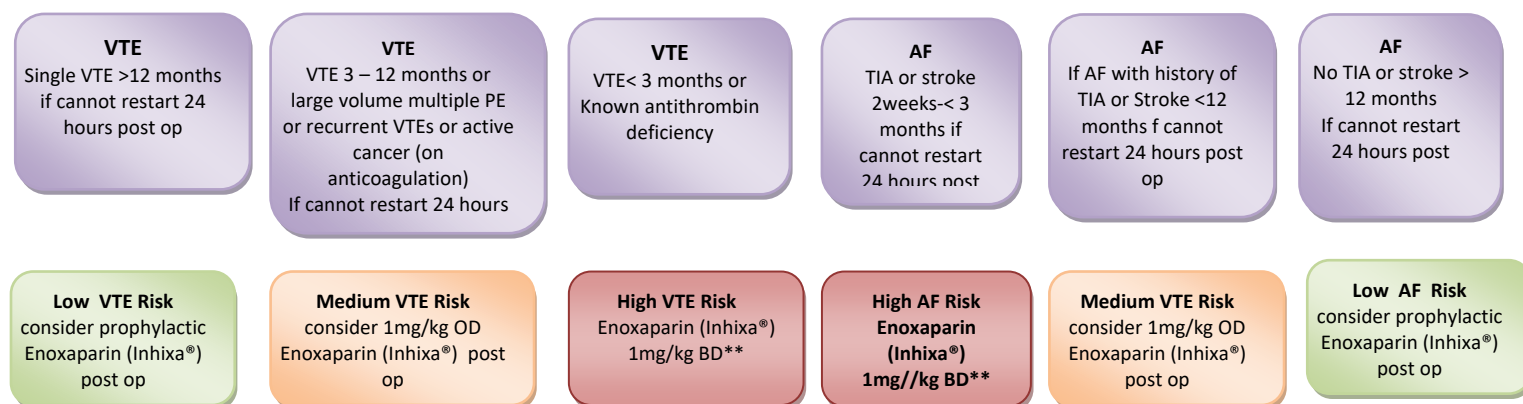 VTE
Single VTE >12 months
if cannot restart 24
hours post op
VTE
VTE 3 – 12 months or
large volume multiple PE
or recurrent VTEs or active
cancer (on
anticoagulation)
If cannot restart 24 hours
VTE
VTE< 3 months or
Known antithrombin
deficiency
AF
TIA or stroke
2weeks-< 3
months if
cannot restart
24 hours post
AF
If AF with history of
TIA or Stroke <12
months f cannot
restart 24 hours post
op
AF
No TIA or stroke >
12 months
If cannot restart
24 hours post
Low VTE Risk
consider prophylactic
Enoxaparin (Inhixa®)
post op
Medium VTE Risk
consider 1mg/kg OD
Enoxaparin (Inhixa®) post
op
High VTE Risk
Enoxaparin (Inhixa®)
1mg/kg BD**
High AF Risk
Enoxaparin
(Inhixa®)
1mg//kg BD**
Medium VTE Risk
consider 1mg/kg OD
Enoxaparin (Inhixa®)
post op
Low AF Risk
consider prophylactic
Enoxaparin (Inhixa®)
post op